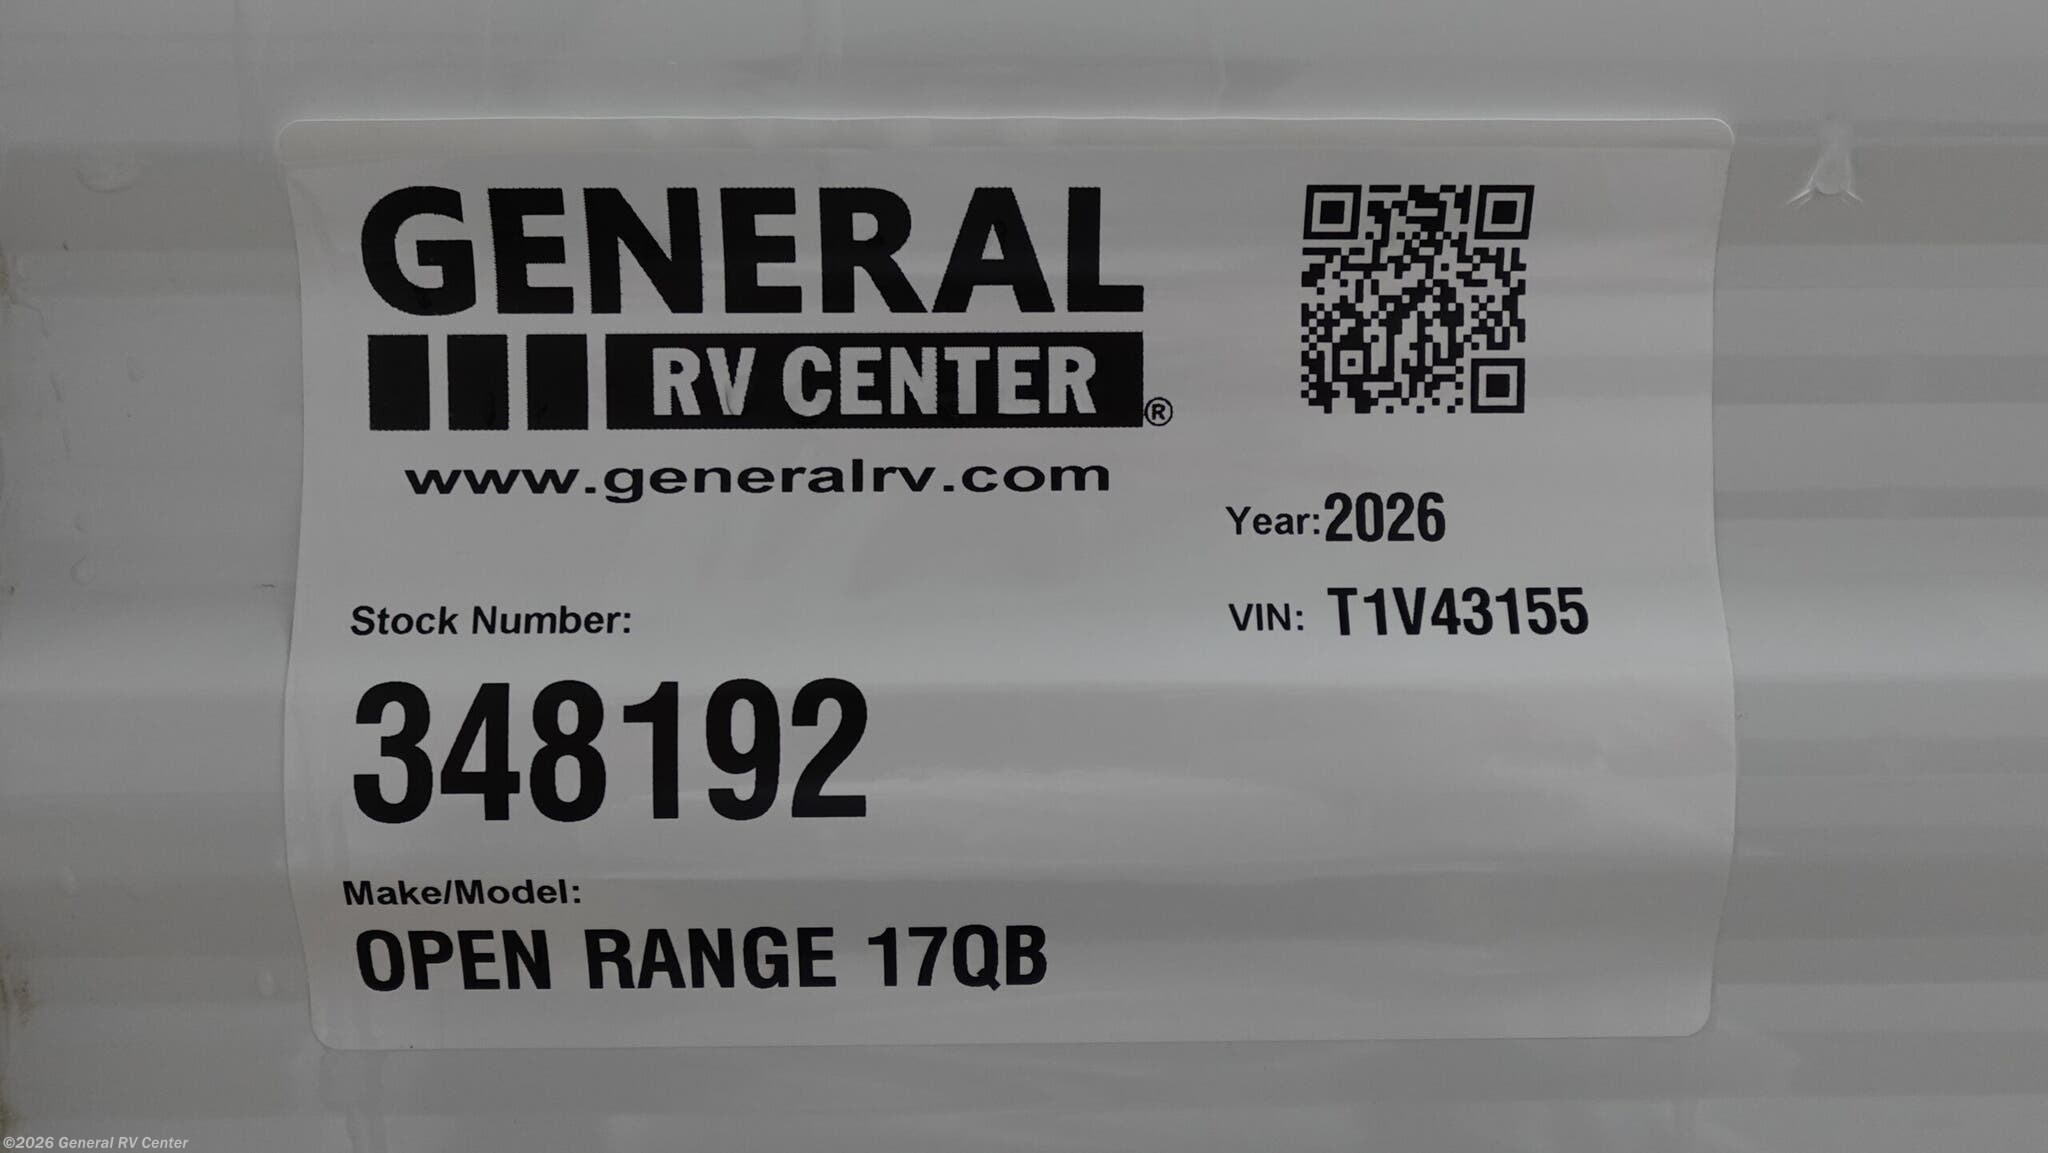 GENERAL
RV CENTER®
www.generalrv.com
Year:2026
VIN: T1V43155
Stock Number:
348192
Make/Model:
OPEN RANGE 17QB
©2026 General RV Center